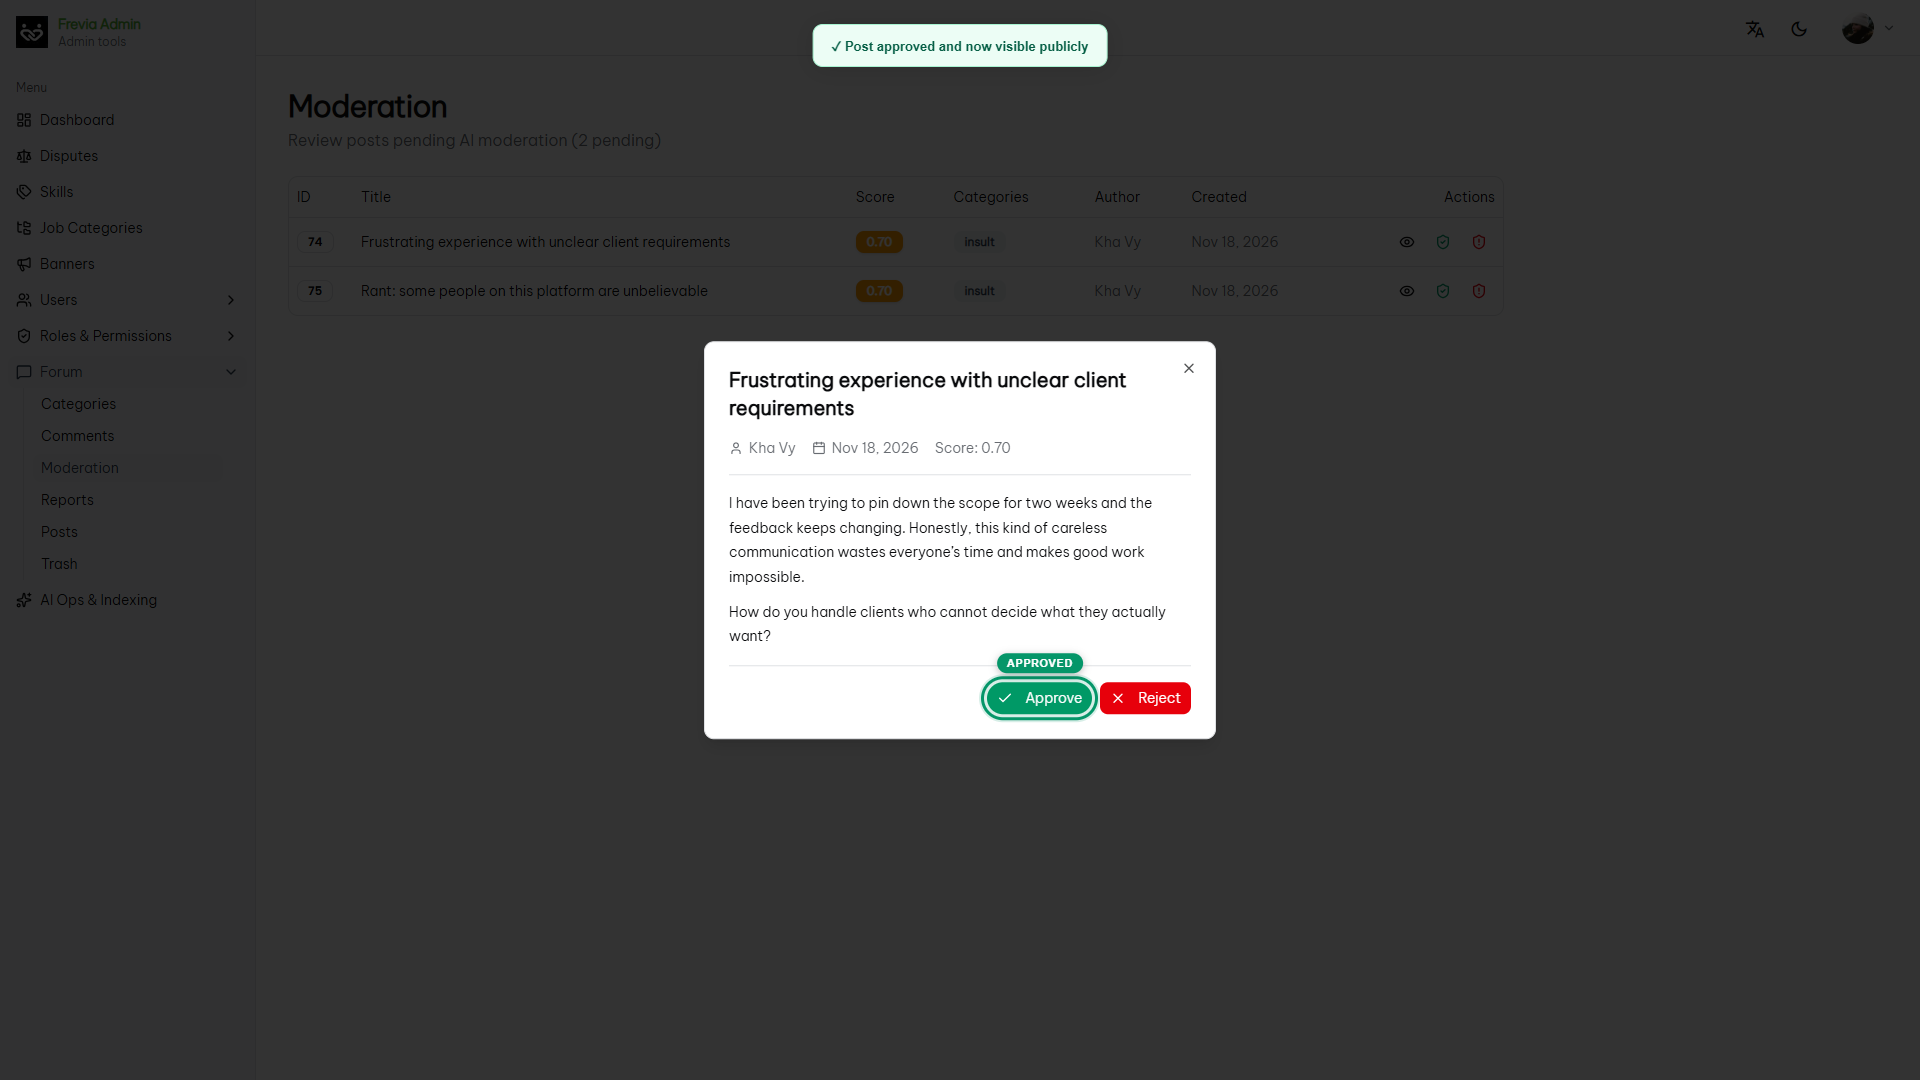 Frevia Admin
Admin tools
✓ Post approved and now visible publicly
Menu
Dashboard
Disputes
Skills
Job Categories
Banners
Users
Roles & Permissions
Forum
Categories
Comments
Moderation
Reports
Posts
Trash
AI Ops & Indexing
Moderation
Review posts pending AI moderation (2 pending)
ID Title Score Categories Author Created Actions
74 Frustrating experience with unclear client requirements 0.70 insult Kha Vy Nov 18, 2026
75 Rant: some people on this platform are unbelievable 0.70 insult Kha Vy Nov 18, 2026
Frustrating experience with unclear client
requirements
Kha Vy Nov 18, 2026 Score: 0.70
I have been trying to pin down the scope for two weeks and the
feedback keeps changing. Honestly, this kind of careless
communication wastes everyone's time and makes good work
impossible.
How do you handle clients who cannot decide what they actually
want?
APPROVED
Approve Reject